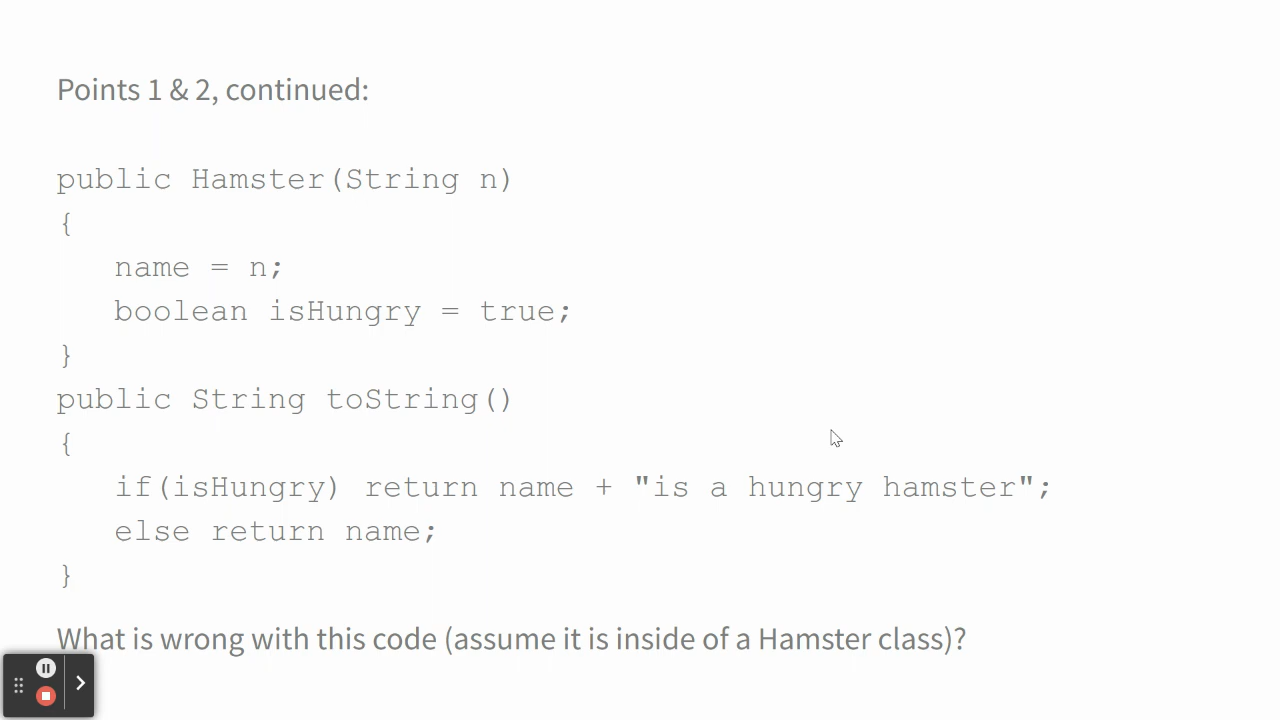 Points 1 & 2, continued:
public Hamster(String n)
{
name = n;
boolean isHungry = true;
}
public String toString()
{
if(isHungry) return name + "is a hungry hamster";
else return name;
}
What is wrong with this code (assume it is inside of a Hamster class)?